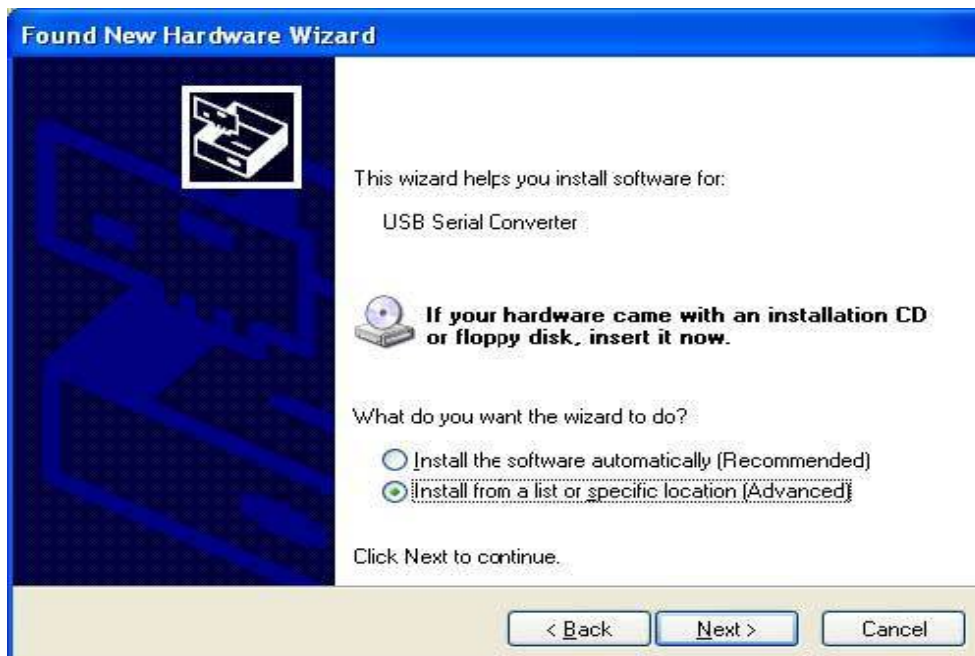 Found New Hardware Wizard
This wizard helps you install software for:
USB Serial Converter
If your hardware came with an installation CD
or floppy disk, insert it now.
What do you want the wizard to do?
Install the software automatically (Recommended)
Install from a list or specific location (Advanced)
Click Next to continue.
< Back
Next >
Cancel